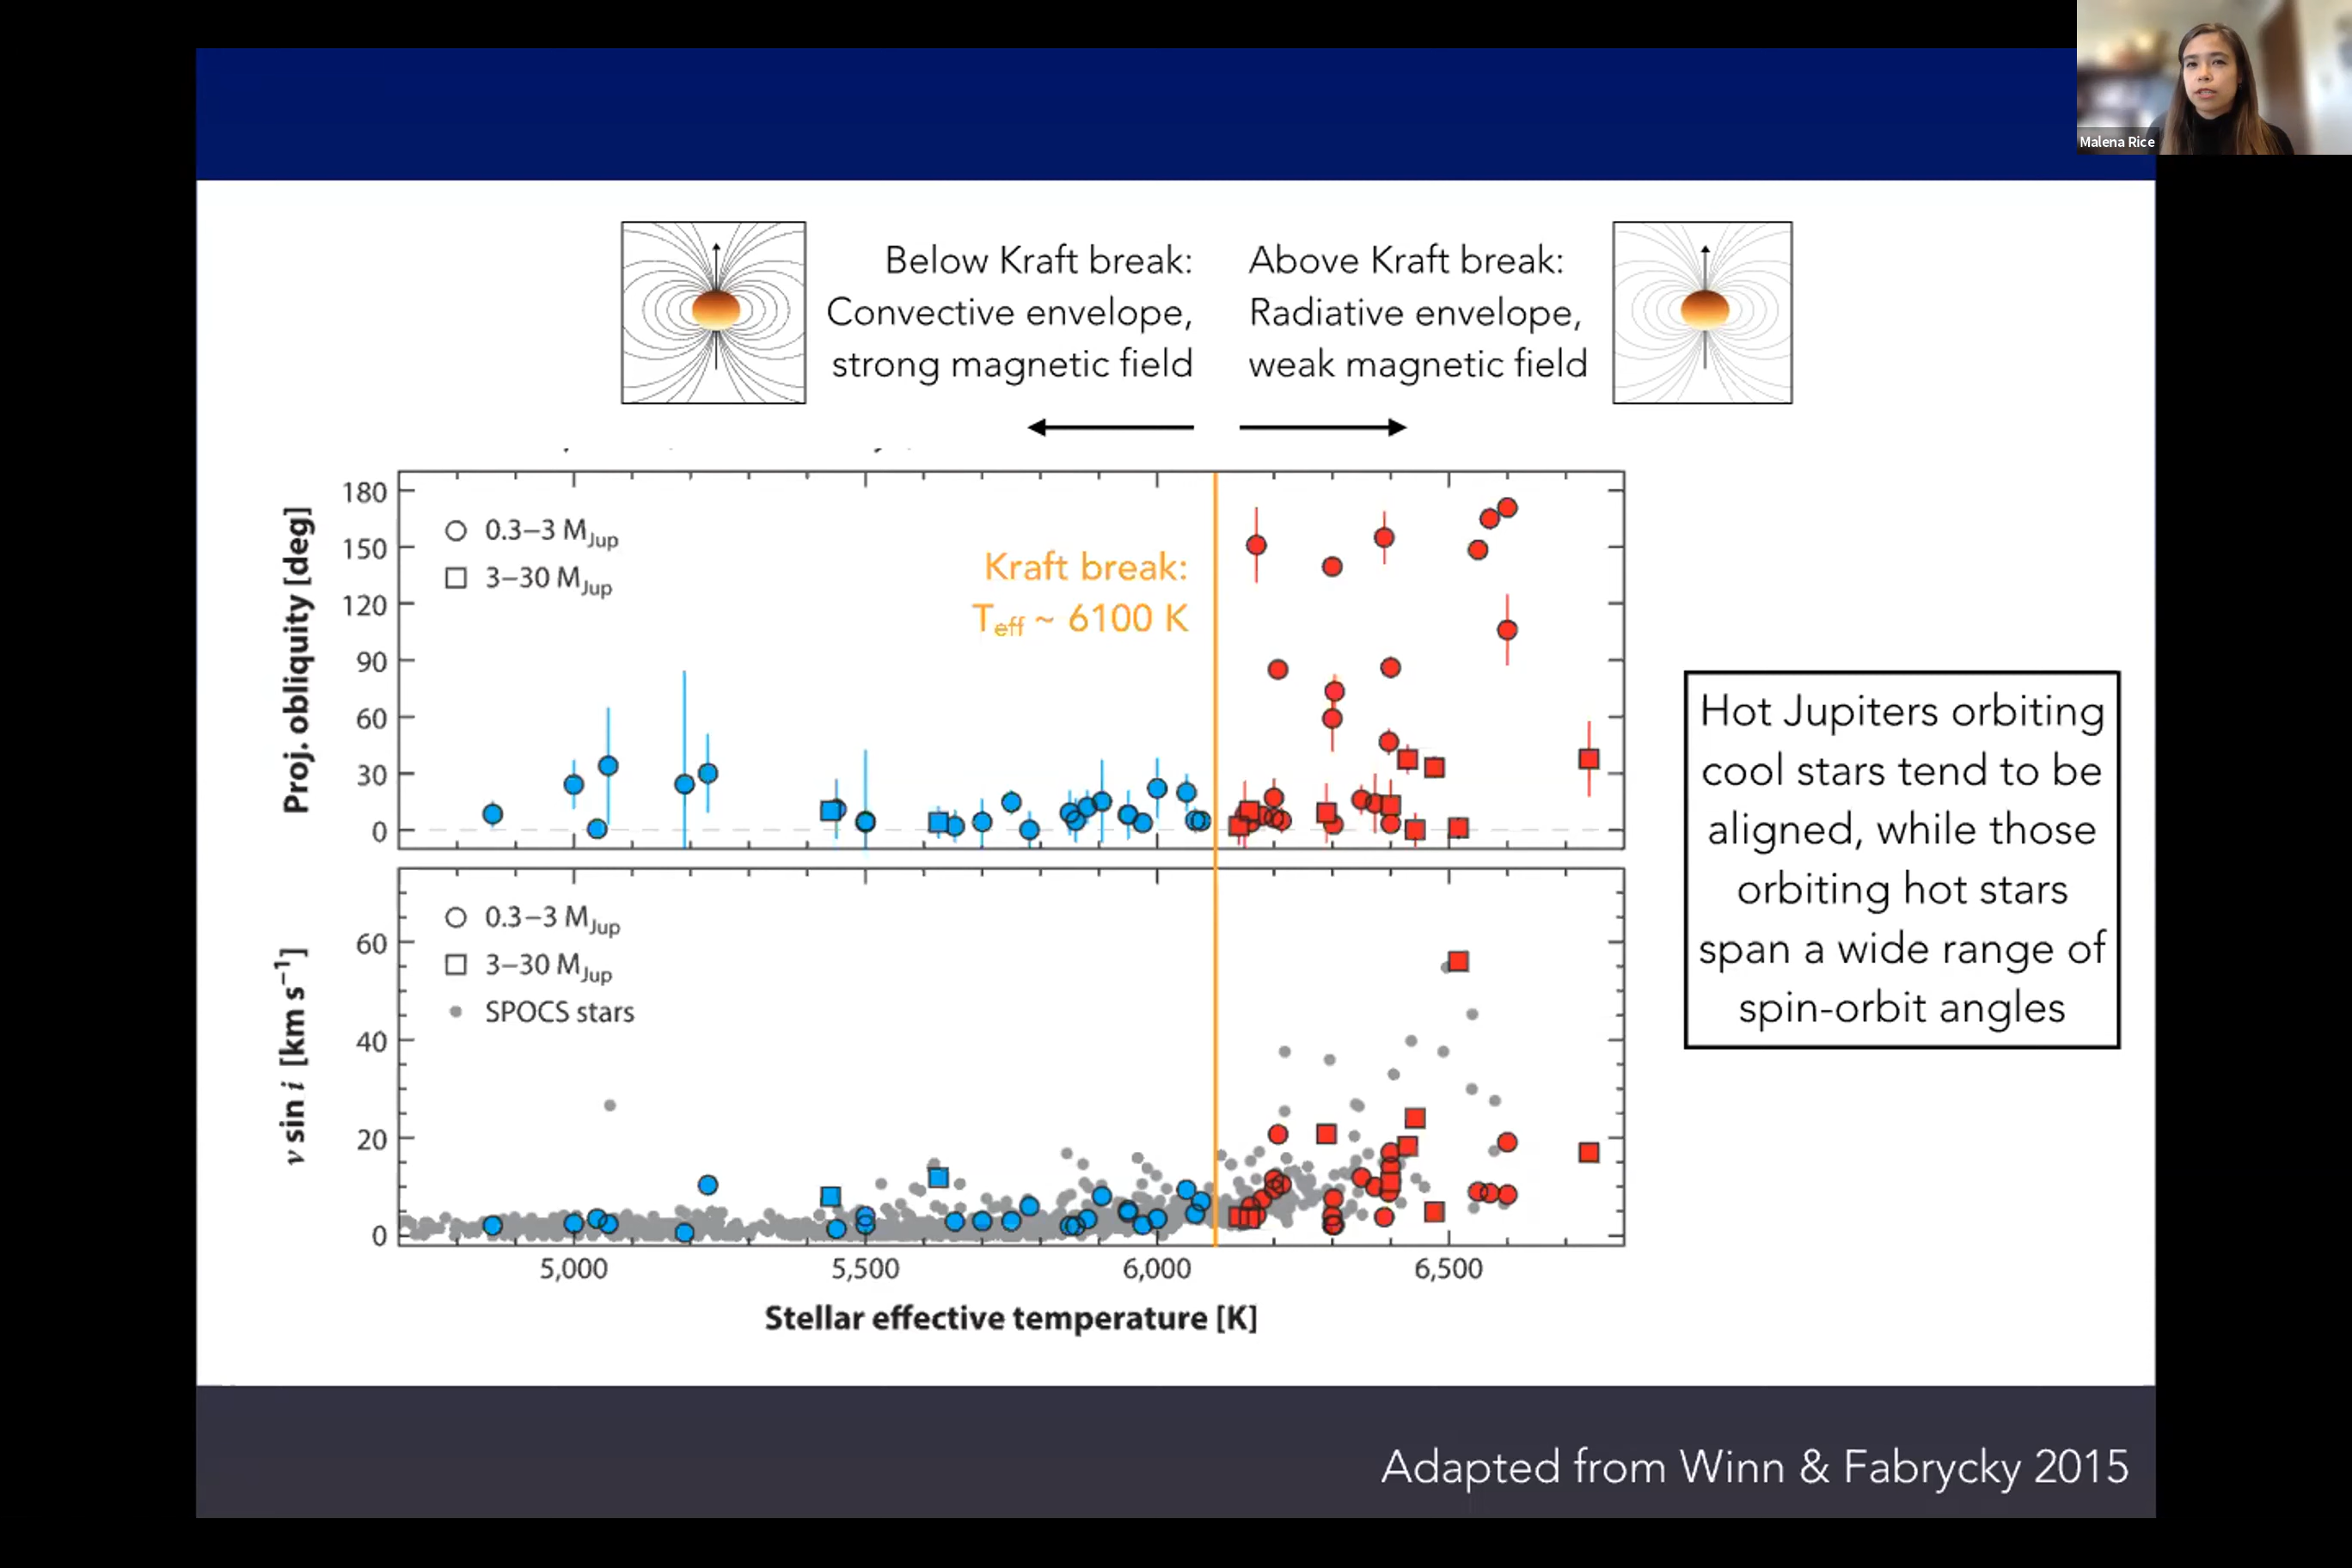 Malena Rice
Below Kraft break:
Convective envelope,
strong magnetic field
Above Kraft break:
Radiative envelope,
weak magnetic field
Proj. obliquity [deg]
180
150
120
90
60
30
0
0.3–3 MJup
3–30 MJup
Kraft break:
Teff ~ 6100 K
Hot Jupiters orbiting
cool stars tend to be
aligned, while those
orbiting hot stars
span a wide range of
spin-orbit angles
v sin i [km s−1]
60
40
20
0
0.3–3 MJup
3–30 MJup
SPOCS stars
5,000 5,500 6,000 6,500
Stellar effective temperature [K]
Adapted from Winn & Fabrycky 2015